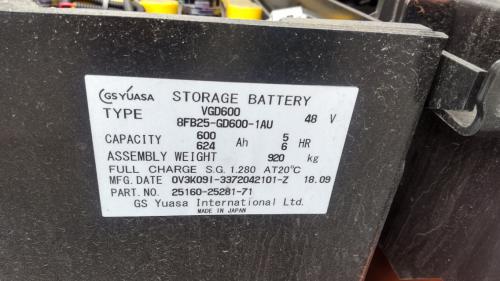 GS YUASA STORAGE BATTERY
TYPE VGD600 48 V
8FB25-GD600-1AU
CAPACITY 600 Ah 5 HR
624 6
ASSEMBLY WEIGHT 920 kg
FULL CHARGE S.G. 1.280 AT20℃
MFG. DATE 0V3K09I-3372042101-Z 18.09
PART. NO. 25160-25281-71
GS Yuasa International Ltd.
MADE IN JAPAN